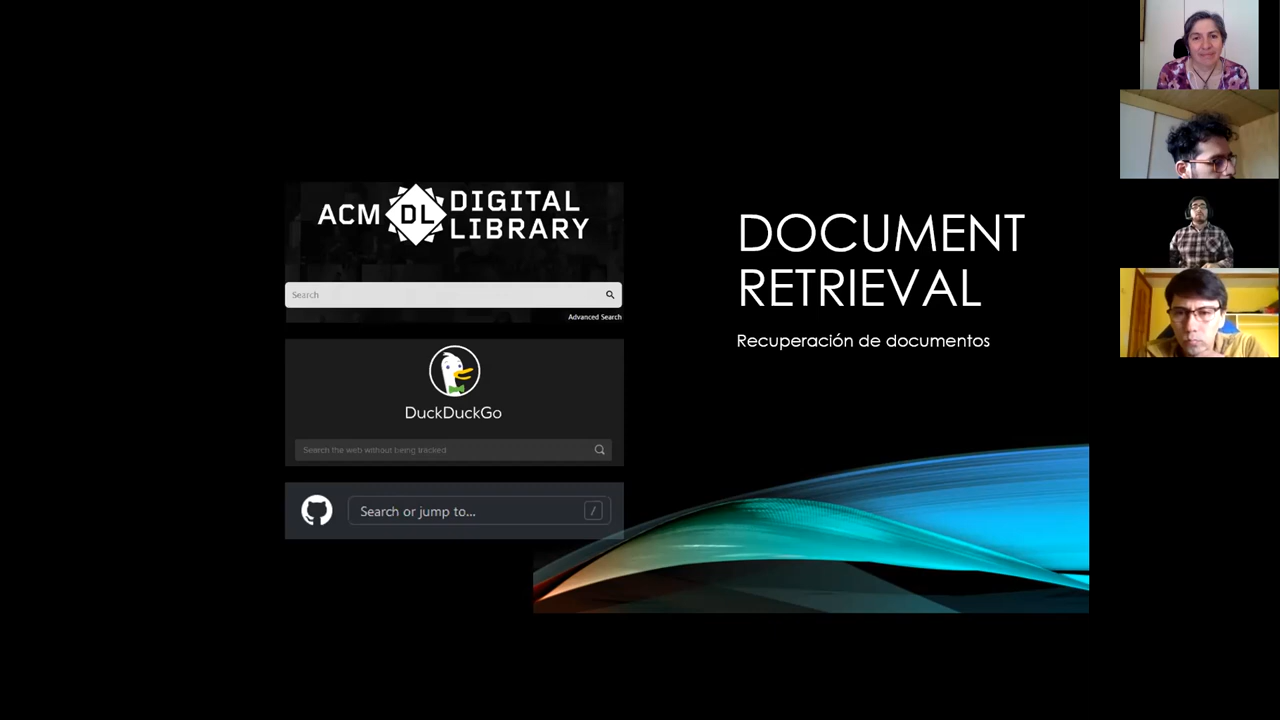 ACM DL DIGITAL
LIBRARY
Search
Advanced Search
DuckDuckGo
Search the web without being tracked
Search or jump to...
/
DOCUMENT
RETRIEVAL
Recuperación de documentos